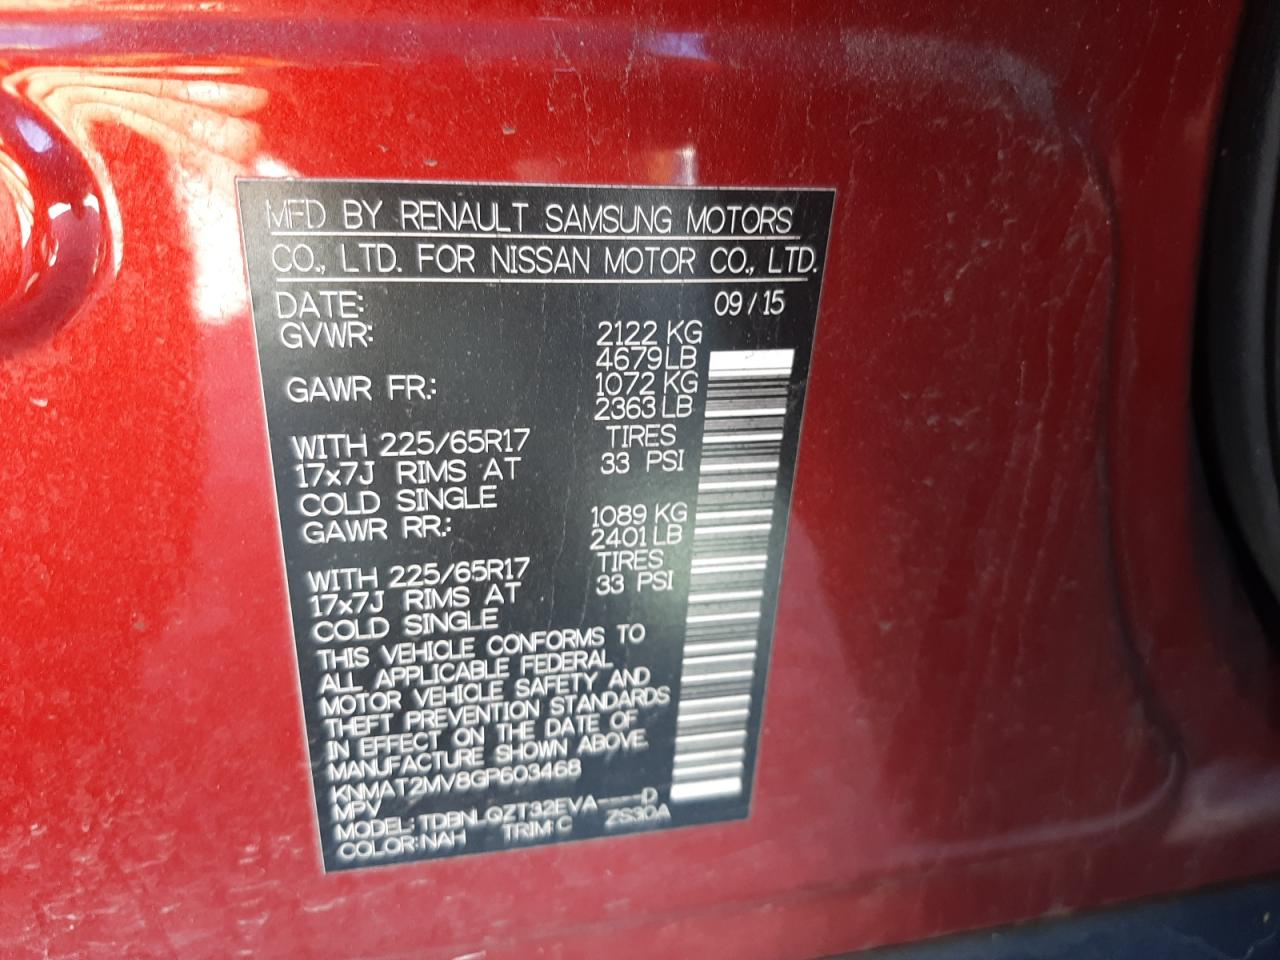 MFD BY RENAULT SAMSUNG MOTORS
CO., LTD. FOR NISSAN MOTOR CO., LTD.
DATE: 09/15
GVWR: 2122 KG
4679 LB
GAWR FR.: 1072 KG
2363 LB
WITH 225/65R17 TIRES
17x7J RIMS AT 33 PSI
COLD SINGLE
GAWR RR.: 1089 KG
2401 LB
WITH 225/65R17 TIRES
17x7J RIMS AT 33 PSI
COLD SINGLE
THIS VEHICLE CONFORMS TO
ALL APPLICABLE FEDERAL
MOTOR VEHICLE SAFETY AND
THEFT PREVENTION STANDARDS
IN EFFECT ON THE DATE OF
MANUFACTURE SHOWN ABOVE.
KNMAT2MV8GP603468
MPV
MODEL: TDBNLQZT32EVA----D
COLOR:NAH TRIM:C ZS30A